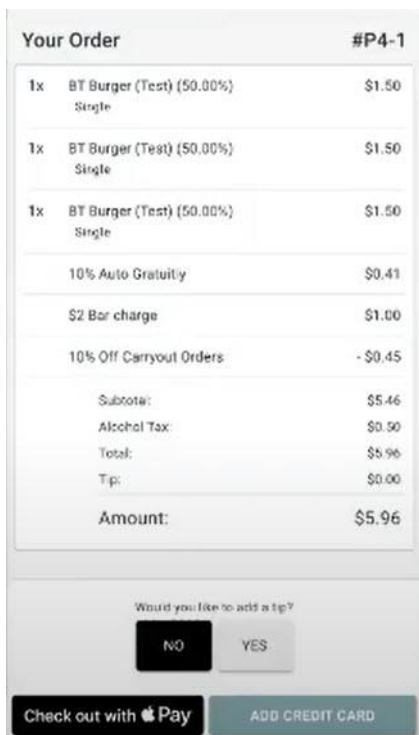 Your Order #P4-1
1x BT Burger (Test) (50.00%) $1.50
Single
1x BT Burger (Test) (50.00%) $1.50
Single
1x BT Burger (Test) (50.00%) $1.50
Single
10% Auto Gratuitiy $0.41
$2 Bar charge $1.00
10% Off Carryout Orders - $0.45
Subtotal: $5.46
Alcohol Tax: $0.50
Total: $5.96
Tip: $0.00
Amount: $5.96
Would you like to add a tip?
NO YES
Check out with Pay ADD CREDIT CARD